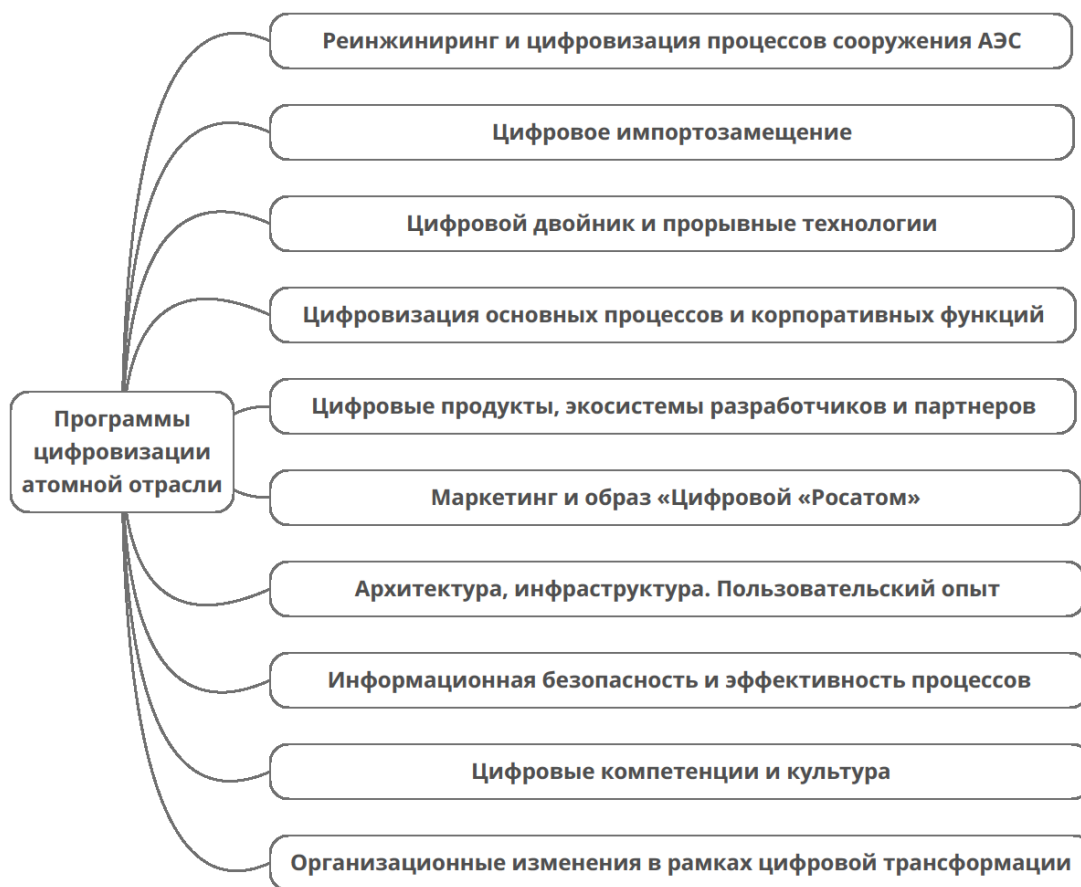 Реинжиниринг и цифровизация процессов сооружения АЭС
Цифровое импортозамещение
Цифровой двойник и прорывные технологии
Цифровизация основных процессов и корпоративных функций
Программы
цифровизации
атомной отрасли
Цифровые продукты, экосистемы разработчиков и партнеров
Маркетинг и образ «Цифровой «Росатом»
Архитектура, инфраструктура. Пользовательский опыт
Информационная безопасность и эффективность процессов
Цифровые компетенции и культура
Организационные изменения в рамках цифровой трансформации